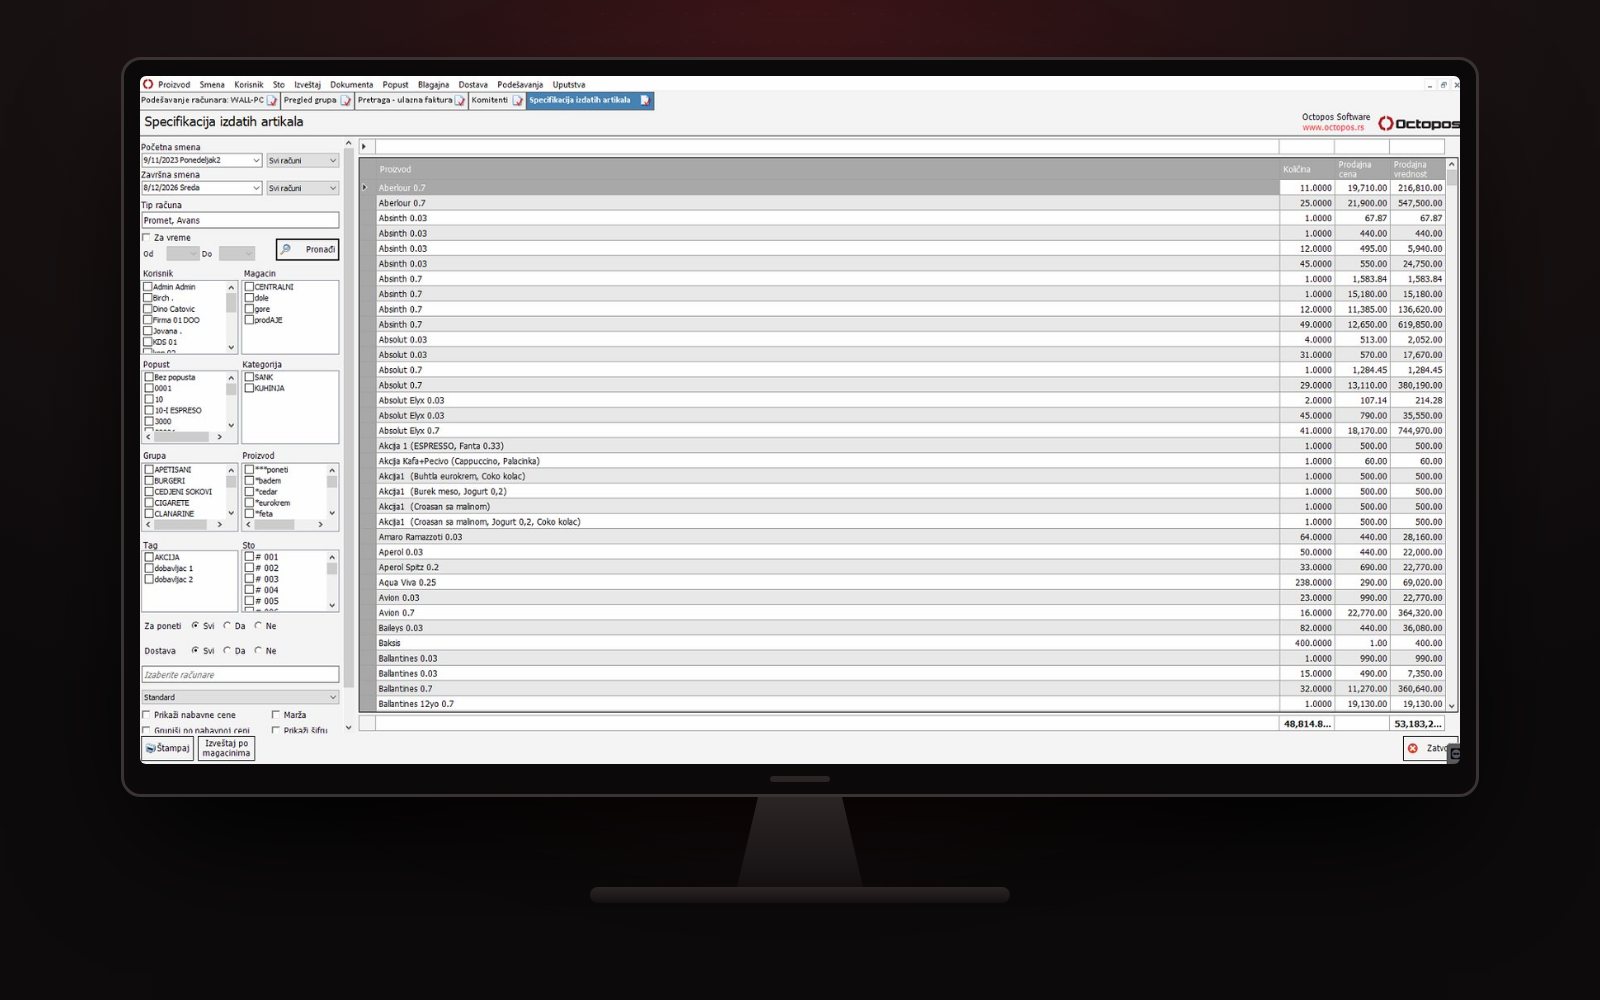 Proizvod Smena Korisnik Sto Izveštaj Dokumenta Popust Blagajna Dostava Podešavanja Uputstva
Podešavanje računara: WALL-PC Pregled grupa Pretraga - ulazna faktura Komitenti Specifikacija izdatih artikala
Specifikacija izdatih artikala
Octopos Software
www.octopos.rs
Octopos
Početna smena
9/11/2023 Ponedeljak2 Svi računi
Završna smena
8/12/2026 Sreda Svi računi
Tip računa
Promet, Avans
Za vreme
Od Do Pronađi
Korisnik Magacin
Admin Admin CENTRALNI
Birch . dole
Dino Catovic gore
Firma 01 DOO prodAJE
Jovana .
KDS 01
Popust Kategorija
Bez popusta SANK
0001 KUHINJA
10
10-I ESPRESO
3000
Grupa Proizvod
APETISANI ***poneti
BURGERI *badem
CEDJENI SOKOVI *cedar
CIGARETE *eurokrem
CLANARINE *feta
Tag Sto
AKCIJA # 001
dobavljac 1 # 002
dobavljac 2 # 003
# 004
# 005
Za poneti Svi Da Ne
Dostava Svi Da Ne
Izaberite računare
Standard
Prikaži nabavne cene Marža
Grupiši po nabavnoj ceni Prikaži šifru
Štampaj Izveštaj po magacinima
Proizvod Količina Prodajna cena Prodajna vrednost
Aberlour 0.7 11.0000 19,710.00 216,810.00
Aberlour 0.7 25.0000 21,900.00 547,500.00
Absinth 0.03 1.0000 67.87 67.87
Absinth 0.03 1.0000 440.00 440.00
Absinth 0.03 12.0000 495.00 5,940.00
Absinth 0.03 45.0000 550.00 24,750.00
Absinth 0.7 1.0000 1,583.84 1,583.84
Absinth 0.7 1.0000 15,180.00 15,180.00
Absinth 0.7 12.0000 11,385.00 136,620.00
Absinth 0.7 49.0000 12,650.00 619,850.00
Absolut 0.03 4.0000 513.00 2,052.00
Absolut 0.03 31.0000 570.00 17,670.00
Absolut 0.7 1.0000 1,284.45 1,284.45
Absolut 0.7 29.0000 13,110.00 380,190.00
Absolut Elyx 0.03 2.0000 107.14 214.28
Absolut Elyx 0.03 45.0000 790.00 35,550.00
Absolut Elyx 0.7 41.0000 18,170.00 744,970.00
Akcija 1 (ESPRESSO, Fanta 0.33) 1.0000 500.00 500.00
Akcija Kafa+Pecivo (Cappuccino, Palacinka) 1.0000 60.00 60.00
Akcija1 (Buhtla eurokrem, Coko kolac) 1.0000 500.00 500.00
Akcija1 (Burek meso, Jogurt 0,2) 1.0000 500.00 500.00
Akcija1 (Croasan sa malinom) 1.0000 500.00 500.00
Akcija1 (Croasan sa malinom, Jogurt 0,2, Coko kolac) 1.0000 500.00 500.00
Amaro Ramazzoti 0.03 64.0000 440.00 28,160.00
Aperol 0.03 50.0000 440.00 22,000.00
Aperol Spitz 0.2 33.0000 690.00 22,770.00
Aqua Viva 0.25 238.0000 290.00 69,020.00
Avion 0.03 23.0000 990.00 22,770.00
Avion 0.7 16.0000 22,770.00 364,320.00
Baileys 0.03 82.0000 440.00 36,080.00
Baksis 400.0000 1.00 400.00
Ballantines 0.03 1.0000 990.00 990.00
Ballantines 0.03 15.0000 490.00 7,350.00
Ballantines 0.7 32.0000 11,270.00 360,640.00
Ballantines 12yo 0.7 1.0000 19,130.00 19,130.00
48,814.8... 53,183,2...
Zatvo